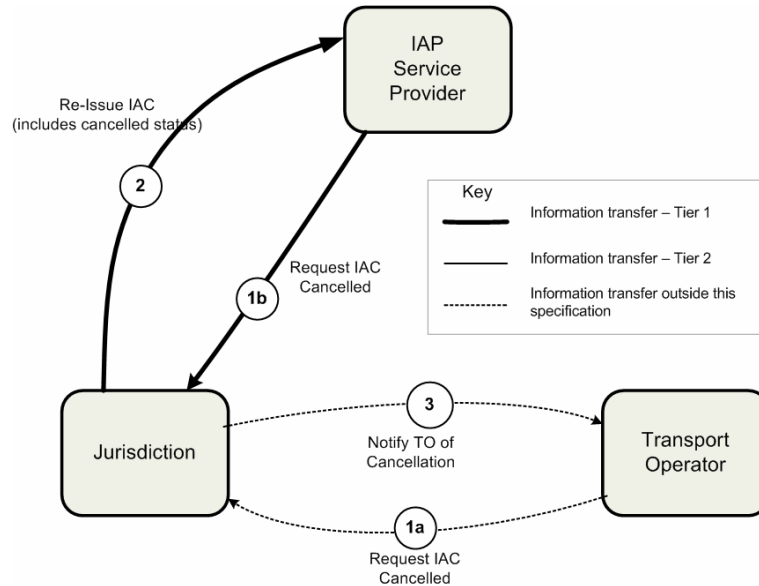 IAP
Service
Provider
Re-Issue IAC
(includes cancelled status)
2
Key
Information transfer – Tier 1
Information transfer – Tier 2
Information transfer outside this
specification
Request IAC
Cancelled
1b
Jurisdiction
3
Notify TO of
Cancellation
Transport
Operator
1a
Request IAC
Cancelled